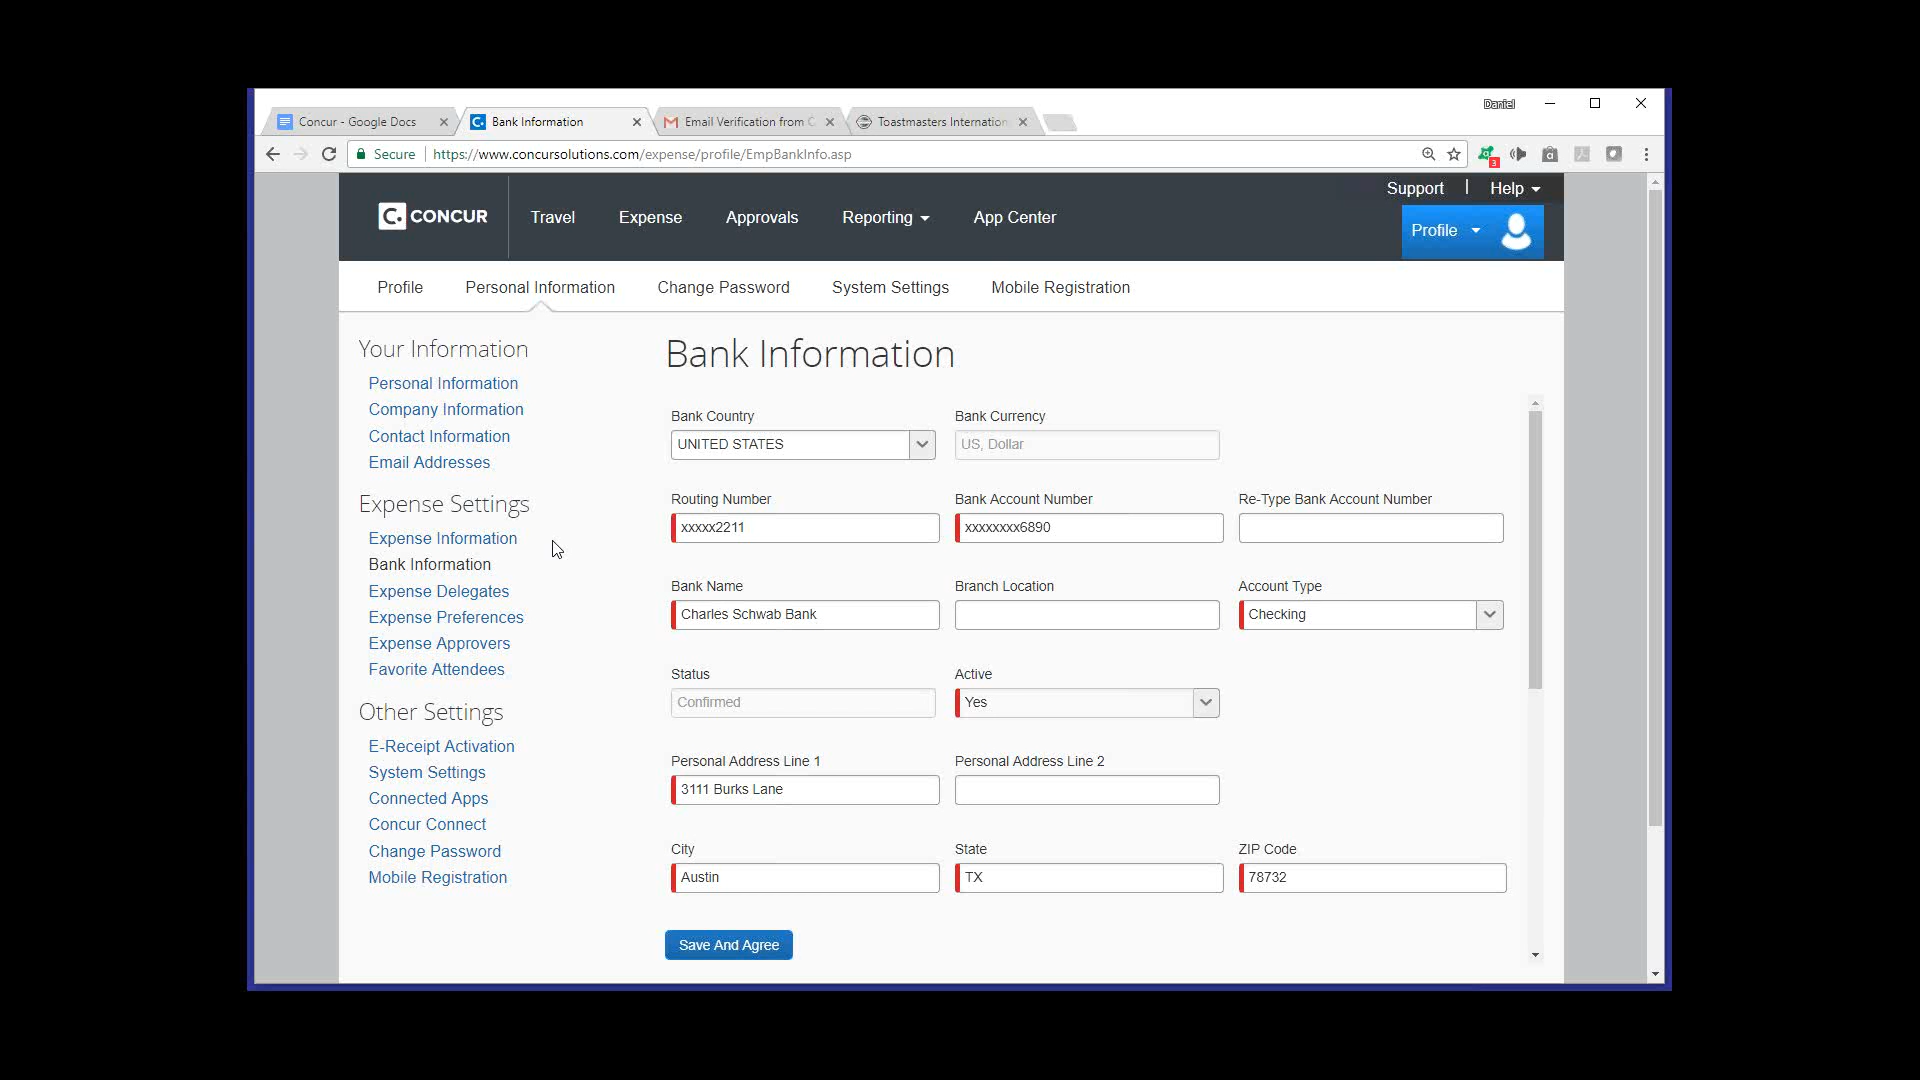 Daniel
Concur - Google Docs
Bank Information
Email Verification from C
Toastmasters Internation
Secure
https://www.concursolutions.com/expense/profile/EmpBankInfo.asp
3
Support | Help
C. CONCUR
Travel
Expense
Approvals
Reporting
App Center
Profile
Profile
Personal Information
Change Password
System Settings
Mobile Registration
Your Information
Personal Information
Company Information
Contact Information
Email Addresses
Expense Settings
Expense Information
Bank Information
Expense Delegates
Expense Preferences
Expense Approvers
Favorite Attendees
Other Settings
E-Receipt Activation
System Settings
Connected Apps
Concur Connect
Change Password
Mobile Registration
Bank Information
Bank Country
Bank Currency
UNITED STATES
US, Dollar
Routing Number
Bank Account Number
Re-Type Bank Account Number
xxxxx2211
xxxxxxxx6890
Bank Name
Branch Location
Account Type
Charles Schwab Bank
Checking
Status
Active
Confirmed
Yes
Personal Address Line 1
Personal Address Line 2
3111 Burks Lane
City
State
ZIP Code
Austin
TX
78732
Save And Agree